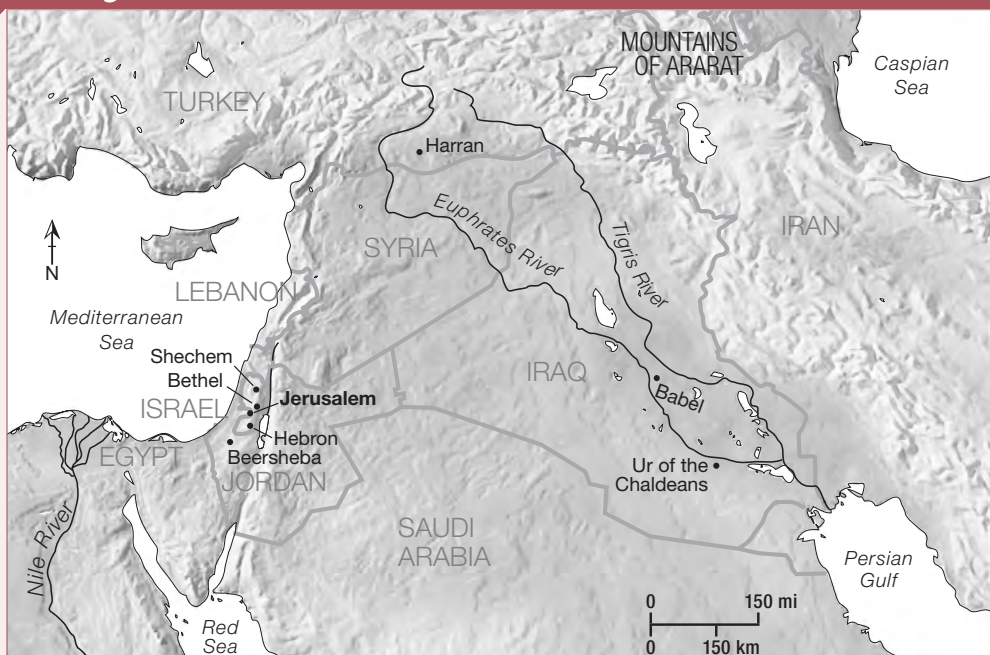 MOUNTAINS
OF ARARAT
Caspian
Sea
TURKEY
Harran
Euphrates River
Tigris River
IRAN
SYRIA
N
LEBANON
Mediterranean
Sea
Shechem
Bethel
ISRAEL
Jerusalem
IRAQ
Babel
Hebron
EGYPT
Beersheba
JORDAN
Ur of the
Chaldeans
Nile River
SAUDI
ARABIA
Persian
Gulf
Red
Sea
0 150 mi
0 150 km